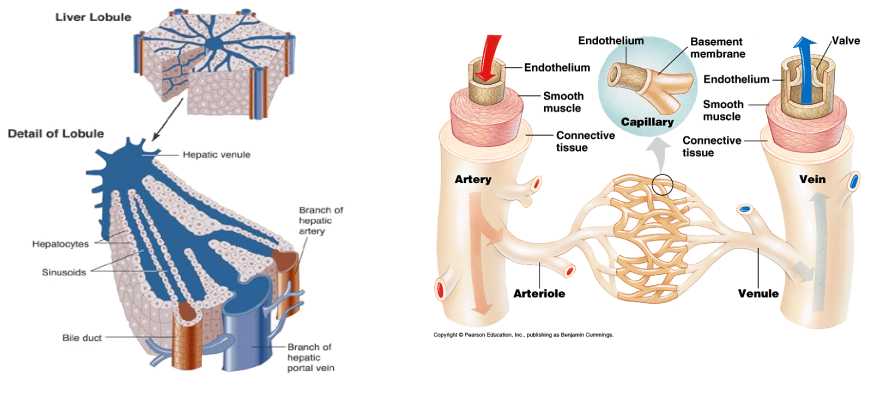 Liver Lobule
Detail of Lobule
Hepatic venule
Branch of
hepatic
artery
Hepatocytes
Sinusoids
Bile duct
Branch of
hepatic
portal vein
Endothelium
Smooth
muscle
Connective
tissue
Artery
Endothelium
Basement
membrane
Capillary
Valve
Endothelium
Smooth
muscle
Connective
tissue
Vein
Arteriole
Venule
Copyright © Pearson Education, Inc., publishing as Benjamin Cummings.